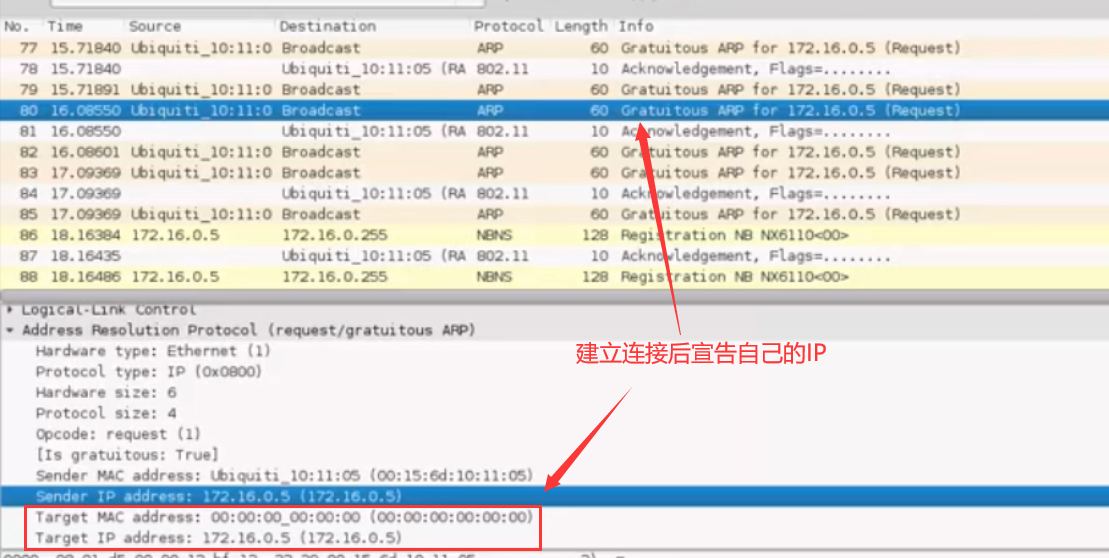 No. Time Source Destination Protocol Length Info
77 15.71840 Ubiquiti_10:11:0 Broadcast ARP 60 Gratuitous ARP for 172.16.0.5 (Request)
78 15.71840 Ubiquiti_10:11:05 (RA 802.11 10 Acknowledgement, Flags=........
79 15.71891 Ubiquiti_10:11:0 Broadcast ARP 60 Gratuitous ARP for 172.16.0.5 (Request)
80 16.08550 Ubiquiti_10:11:0 Broadcast ARP 60 Gratuitous ARP for 172.16.0.5 (Request)
81 16.08550 Ubiquiti_10:11:05 (RA 802.11 10 Acknowledgement, Flags=........
82 16.08601 Ubiquiti_10:11:0 Broadcast ARP 60 Gratuitous ARP for 172.16.0.5 (Request)
83 17.09369 Ubiquiti_10:11:0 Broadcast ARP 60 Gratuitous ARP for 172.16.0.5 (Request)
84 17.09369 Ubiquiti_10:11:05 (RA 802.11 10 Acknowledgement, Flags=........
85 17.09369 Ubiquiti_10:11:0 Broadcast ARP 60 Gratuitous ARP for 172.16.0.5 (Request)
86 18.16384 172.16.0.5 172.16.0.255 NBNS 128 Registration NB NX6110<00>
87 18.16435 Ubiquiti_10:11:05 (RA 802.11 10 Acknowledgement, Flags=........
88 18.16486 172.16.0.5 172.16.0.255 NBNS 128 Registration NB NX6110<00>
Logical-Link Control
Address Resolution Protocol (request/gratuitous ARP)
Hardware type: Ethernet (1)
建立连接后宣告自己的IP
Protocol type: IP (0x0800)
Hardware size: 6
Protocol size: 4
Opcode: request (1)
[Is gratuitous: True]
Sender MAC address: Ubiquiti_10:11:05 (00:15:6d:10:11:05)
Sender IP address: 172.16.0.5 (172.16.0.5)
Target MAC address: 00:00:00_00:00:00 (00:00:00:00:00:00)
Target IP address: 172.16.0.5 (172.16.0.5)